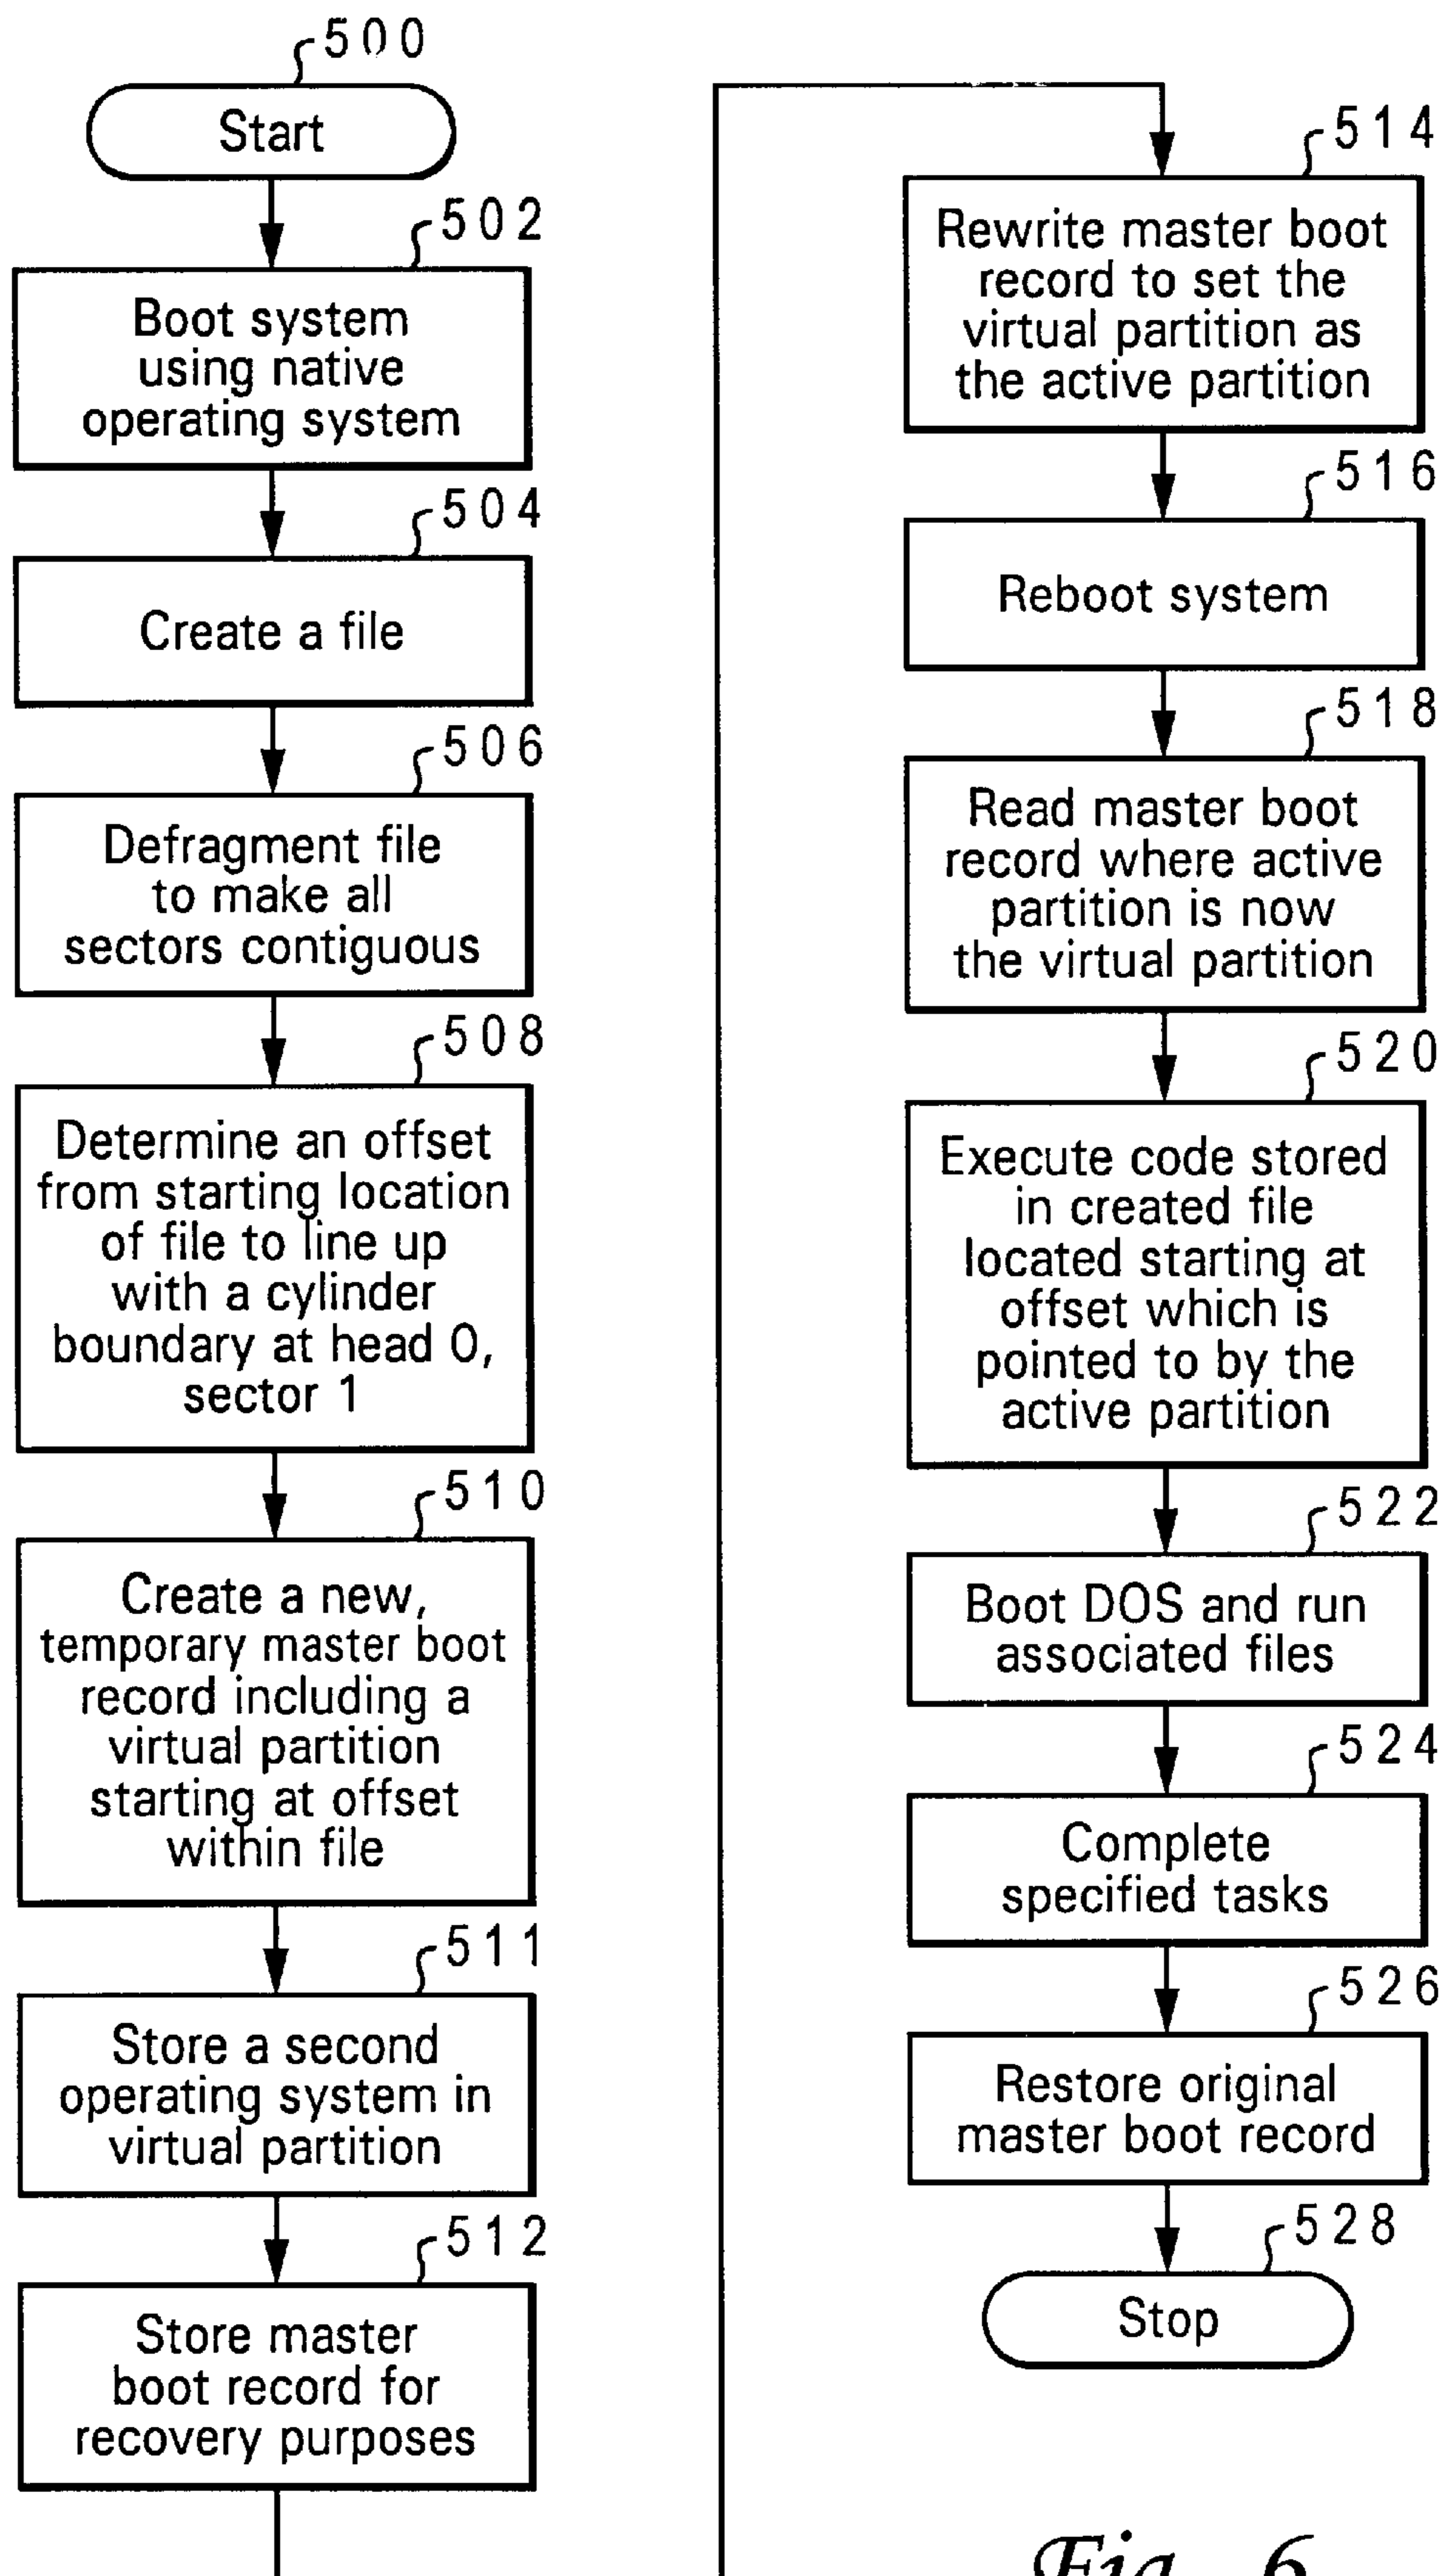 500
Start
502
Boot system
using native
operating system
504
Create a file
506
Defragment file
to make all
sectors contiguous
508
Determine an offset
from starting location
of file to line up
with a cylinder
boundary at head 0,
sector 1
510
Create a new,
temporary master boot
record including a
virtual partition
starting at offset
within file
511
Store a second
operating system in
virtual partition
512
Store master
boot record for
recovery purposes
514
Rewrite master boot
record to set the
virtual partition as
the active partition
516
Reboot system
518
Read master boot
record where active
partition is now
the virtual partition
520
Execute code stored
in created file
located starting at
offset which is
pointed to by the
active partition
522
Boot DOS and run
associated files
524
Complete
specified tasks
526
Restore original
master boot record
528
Stop
Fig. 6